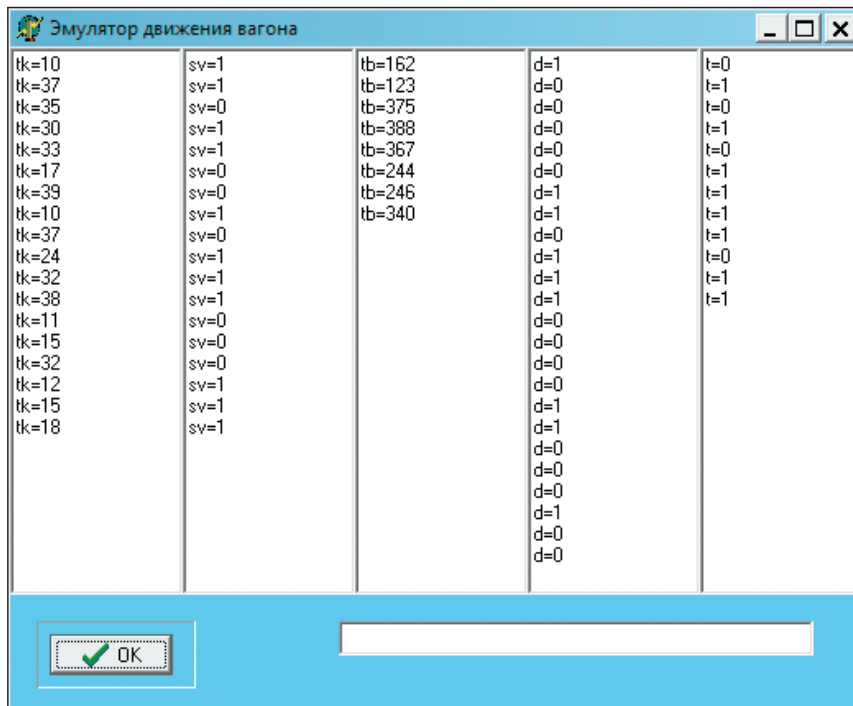 Эмулятор движения вагона
tk=10
tk=37
tk=35
tk=30
tk=33
tk=17
tk=39
tk=10
tk=37
tk=24
tk=32
tk=38
tk=11
tk=15
tk=32
tk=12
tk=15
tk=18
sv=1
sv=1
sv=0
sv=1
sv=1
sv=0
sv=0
sv=1
sv=0
sv=1
sv=1
sv=1
sv=0
sv=0
sv=0
sv=1
sv=1
sv=1
tb=162
tb=123
tb=375
tb=388
tb=367
tb=244
tb=246
tb=340
d=1
d=0
d=0
d=0
d=0
d=0
d=1
d=1
d=0
d=1
d=1
d=1
d=0
d=0
d=0
d=0
d=1
d=1
d=0
d=0
d=0
d=1
d=0
d=0
t=0
t=1
t=0
t=1
t=0
t=1
t=1
t=1
t=1
t=0
t=1
t=1
OK